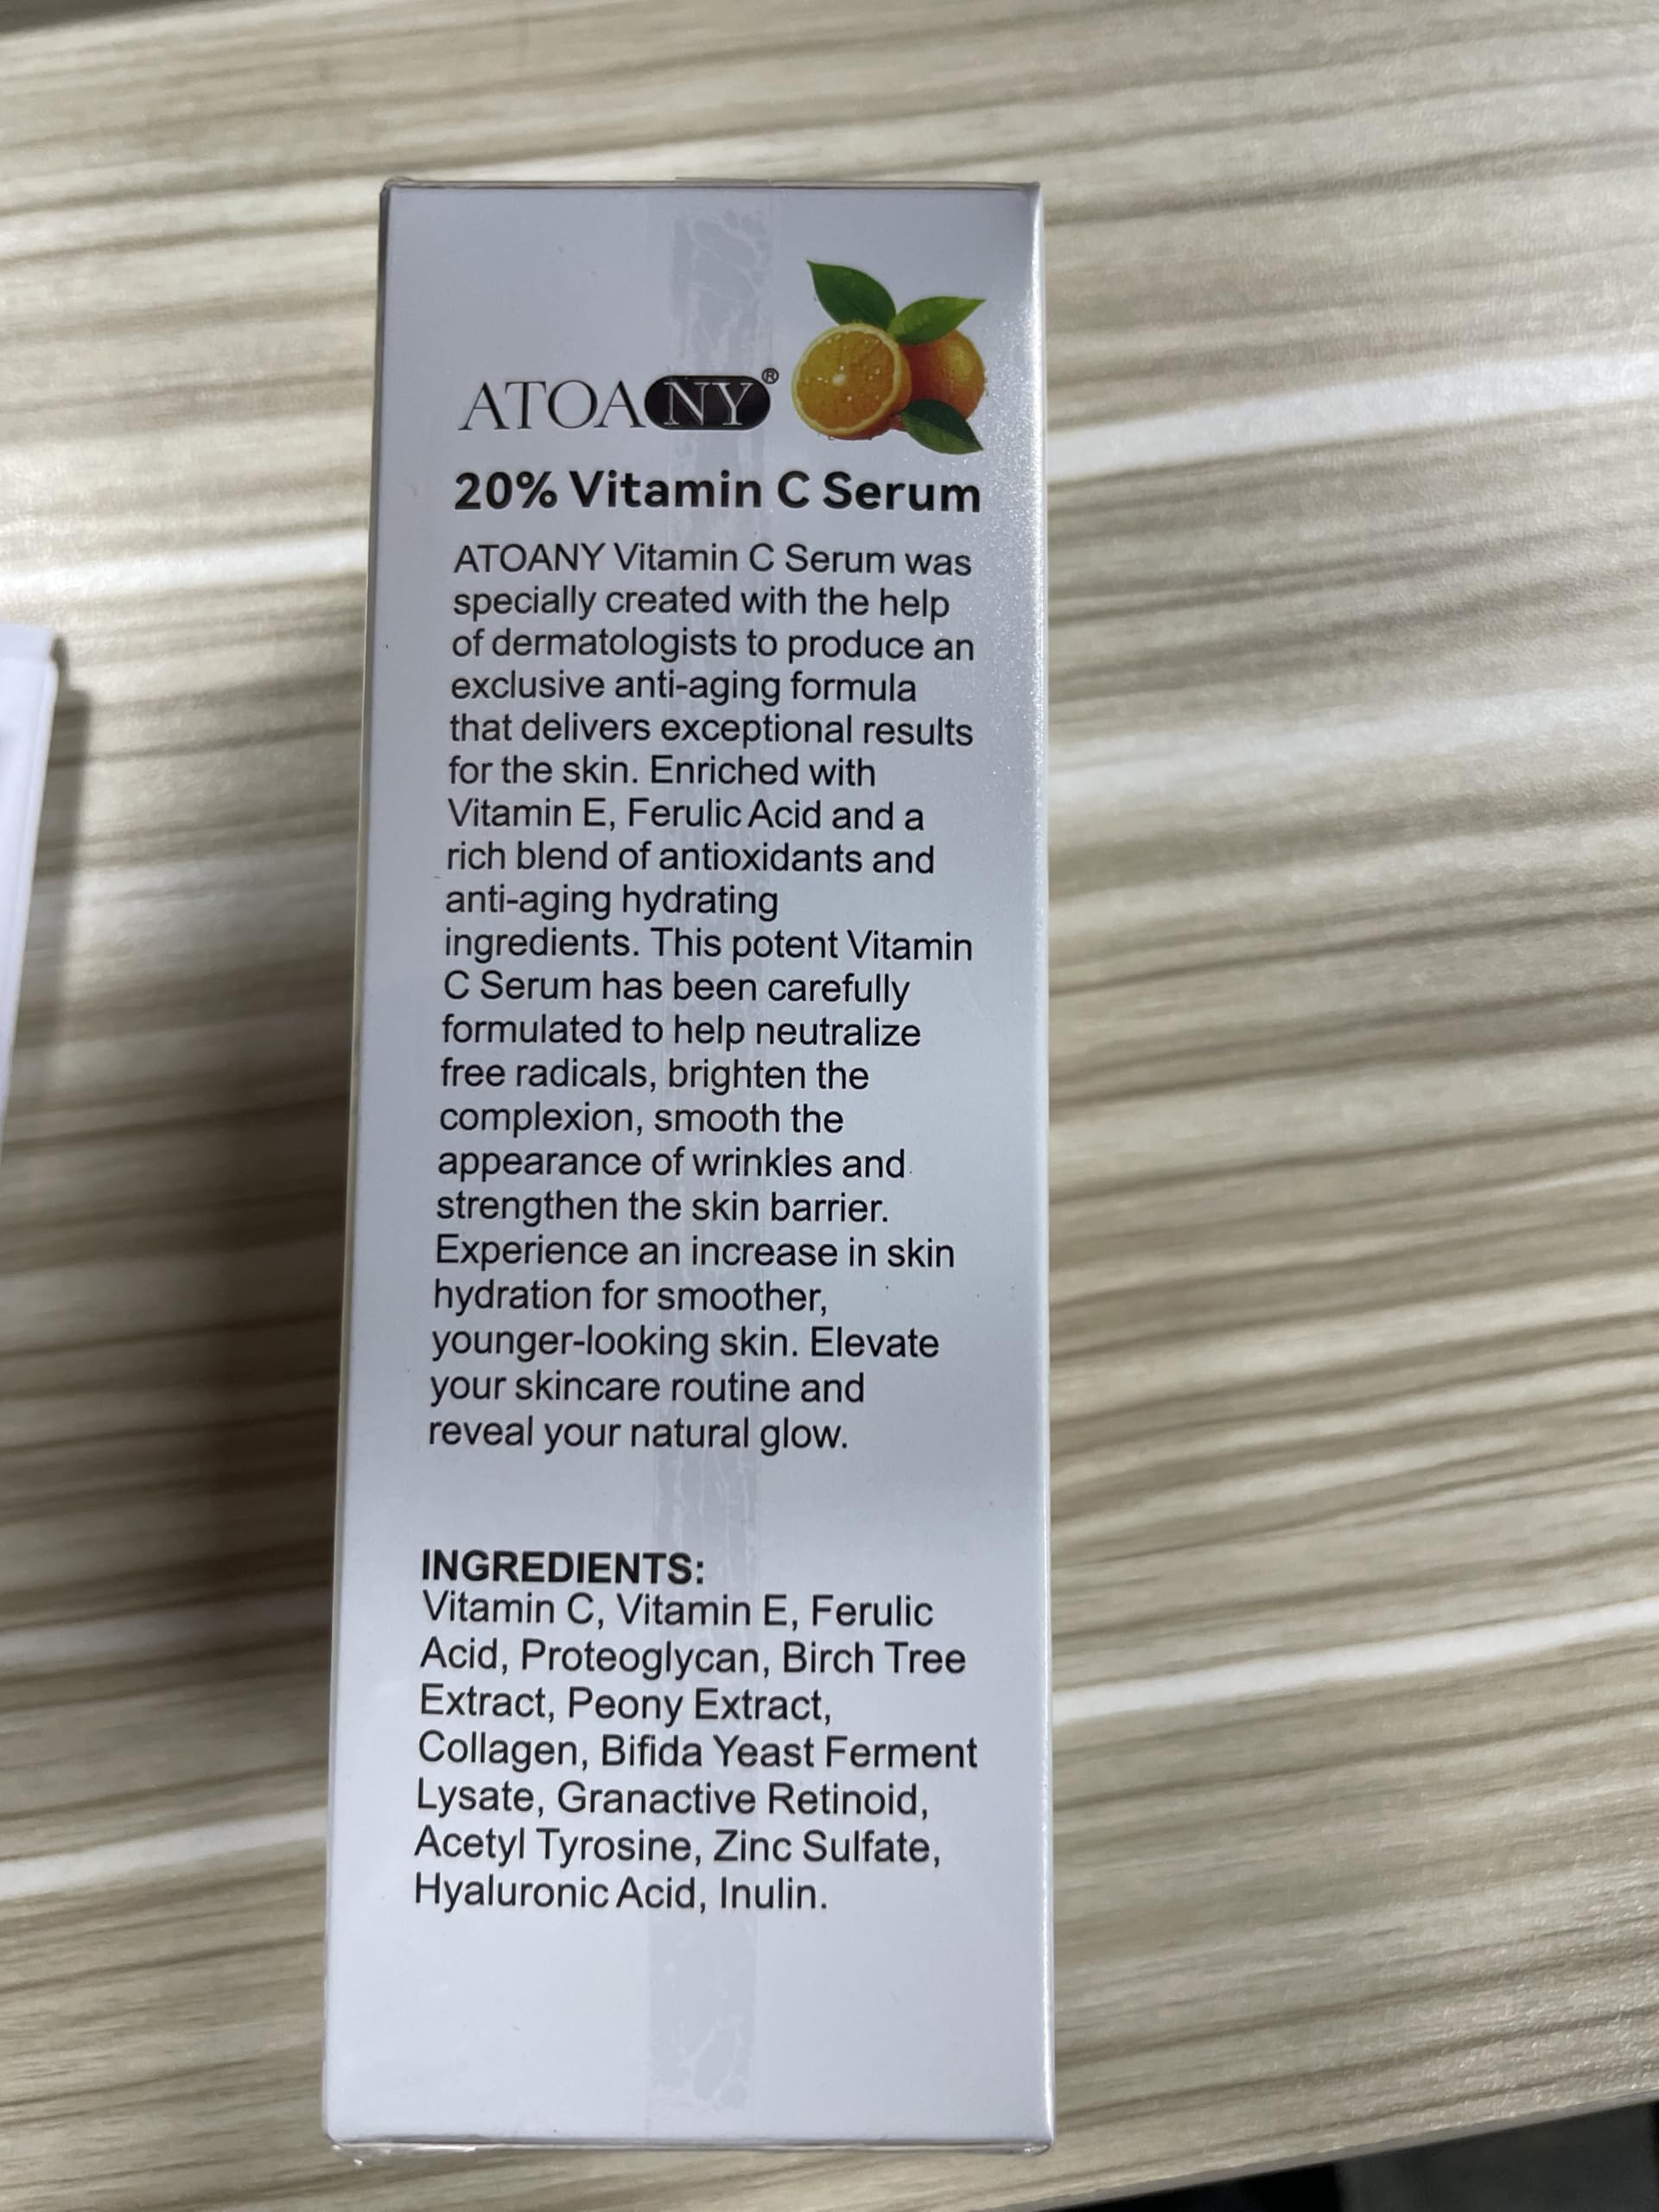 ATOANY®
20% Vitamin C Serum
ATOANY Vitamin C Serum was
specially created with the help
of dermatologists to produce an
exclusive anti-aging formula
that delivers exceptional results
for the skin. Enriched with
Vitamin E, Ferulic Acid and a
rich blend of antioxidants and
anti-aging hydrating
ingredients. This potent Vitamin
C Serum has been carefully
formulated to help neutralize
free radicals, brighten the
complexion, smooth the
appearance of wrinkles and
strengthen the skin barrier.
Experience an increase in skin
hydration for smoother,
younger-looking skin. Elevate
your skincare routine and
reveal your natural glow.
INGREDIENTS:
Vitamin C, Vitamin E, Ferulic
Acid, Proteoglycan, Birch Tree
Extract, Peony Extract,
Collagen, Bifida Yeast Ferment
Lysate, Granactive Retinoid,
Acetyl Tyrosine, Zinc Sulfate,
Hyaluronic Acid, Inulin.